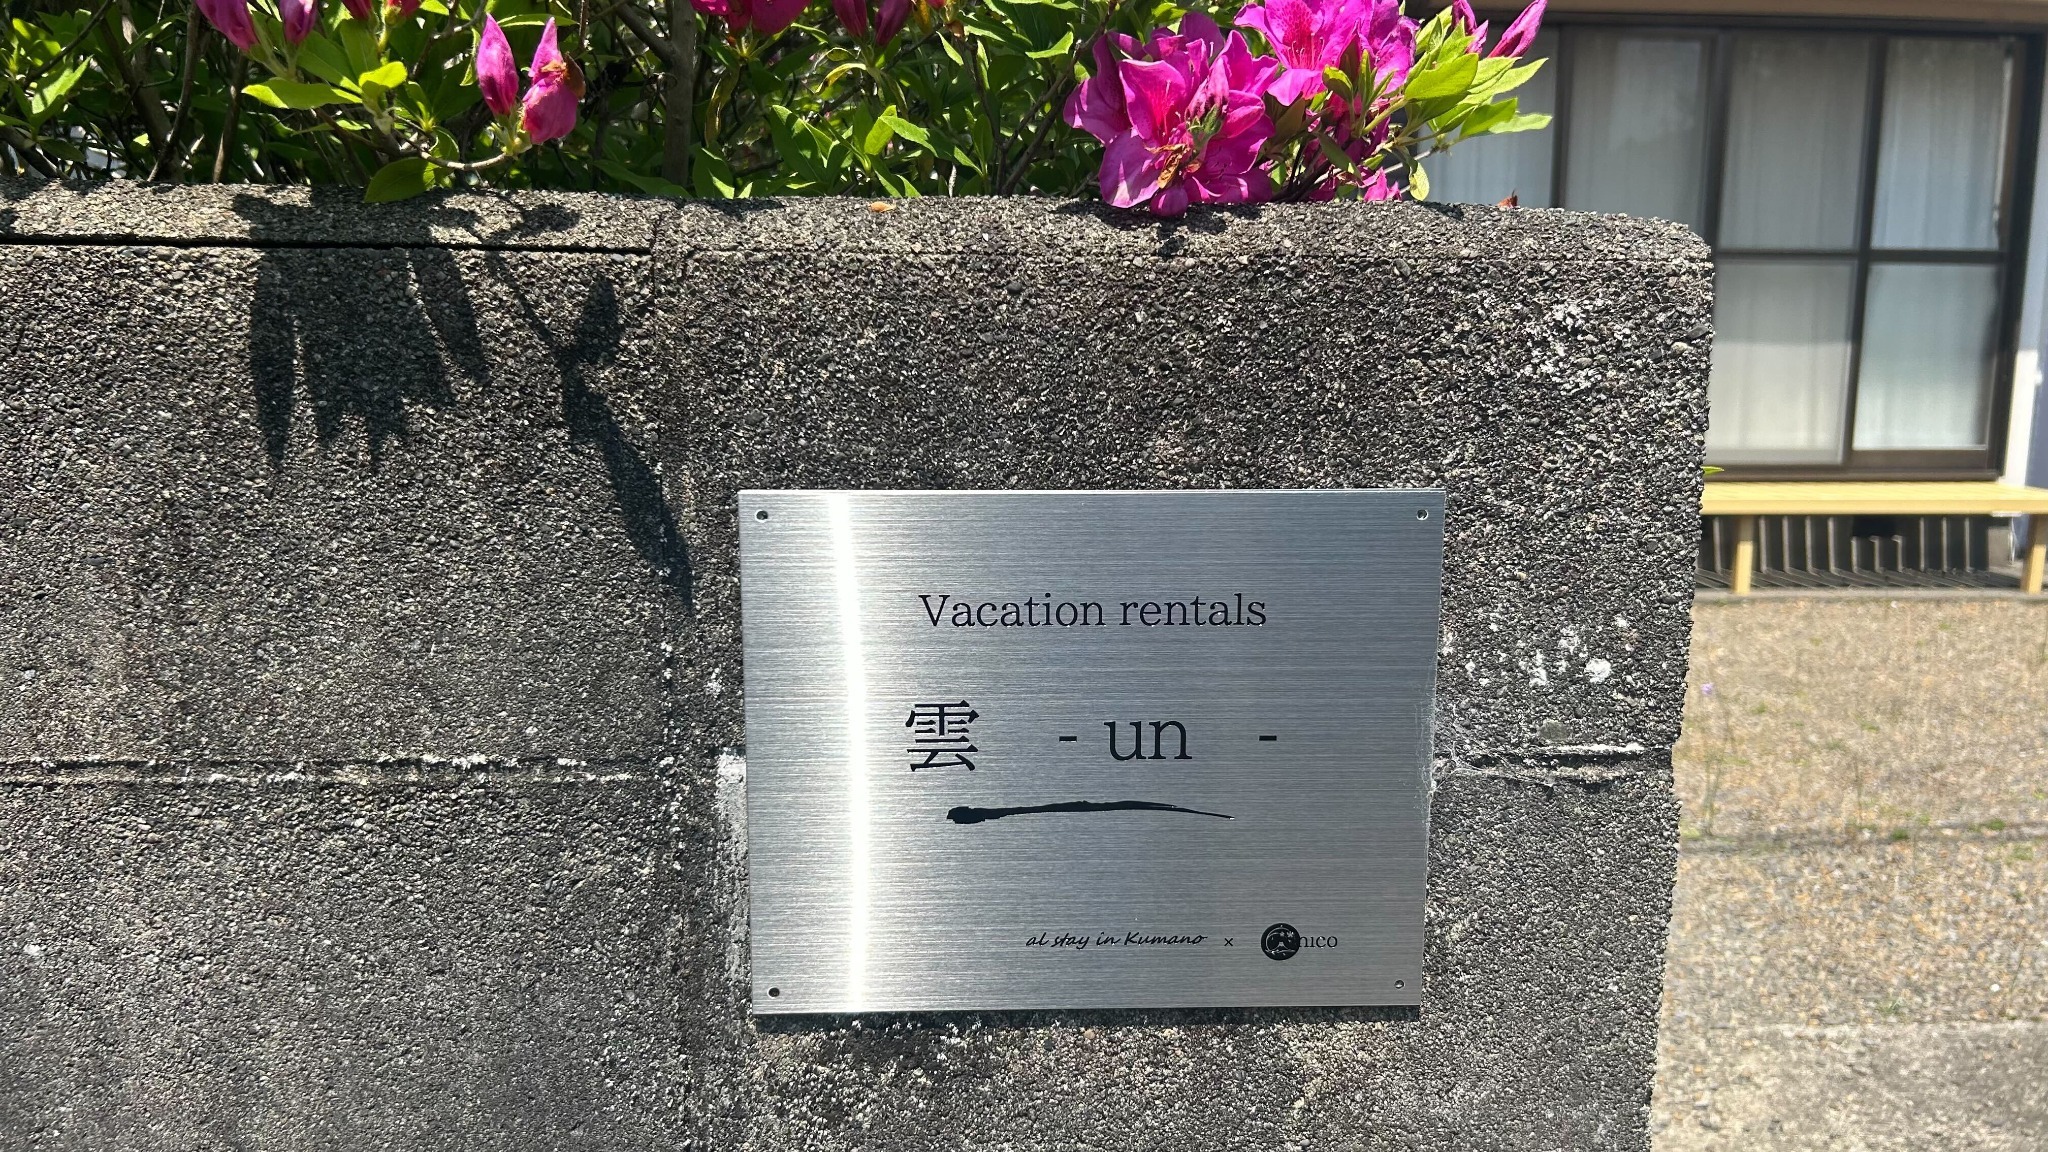 Vacation rentals
雲 - un -
al stay in Kumano × nico